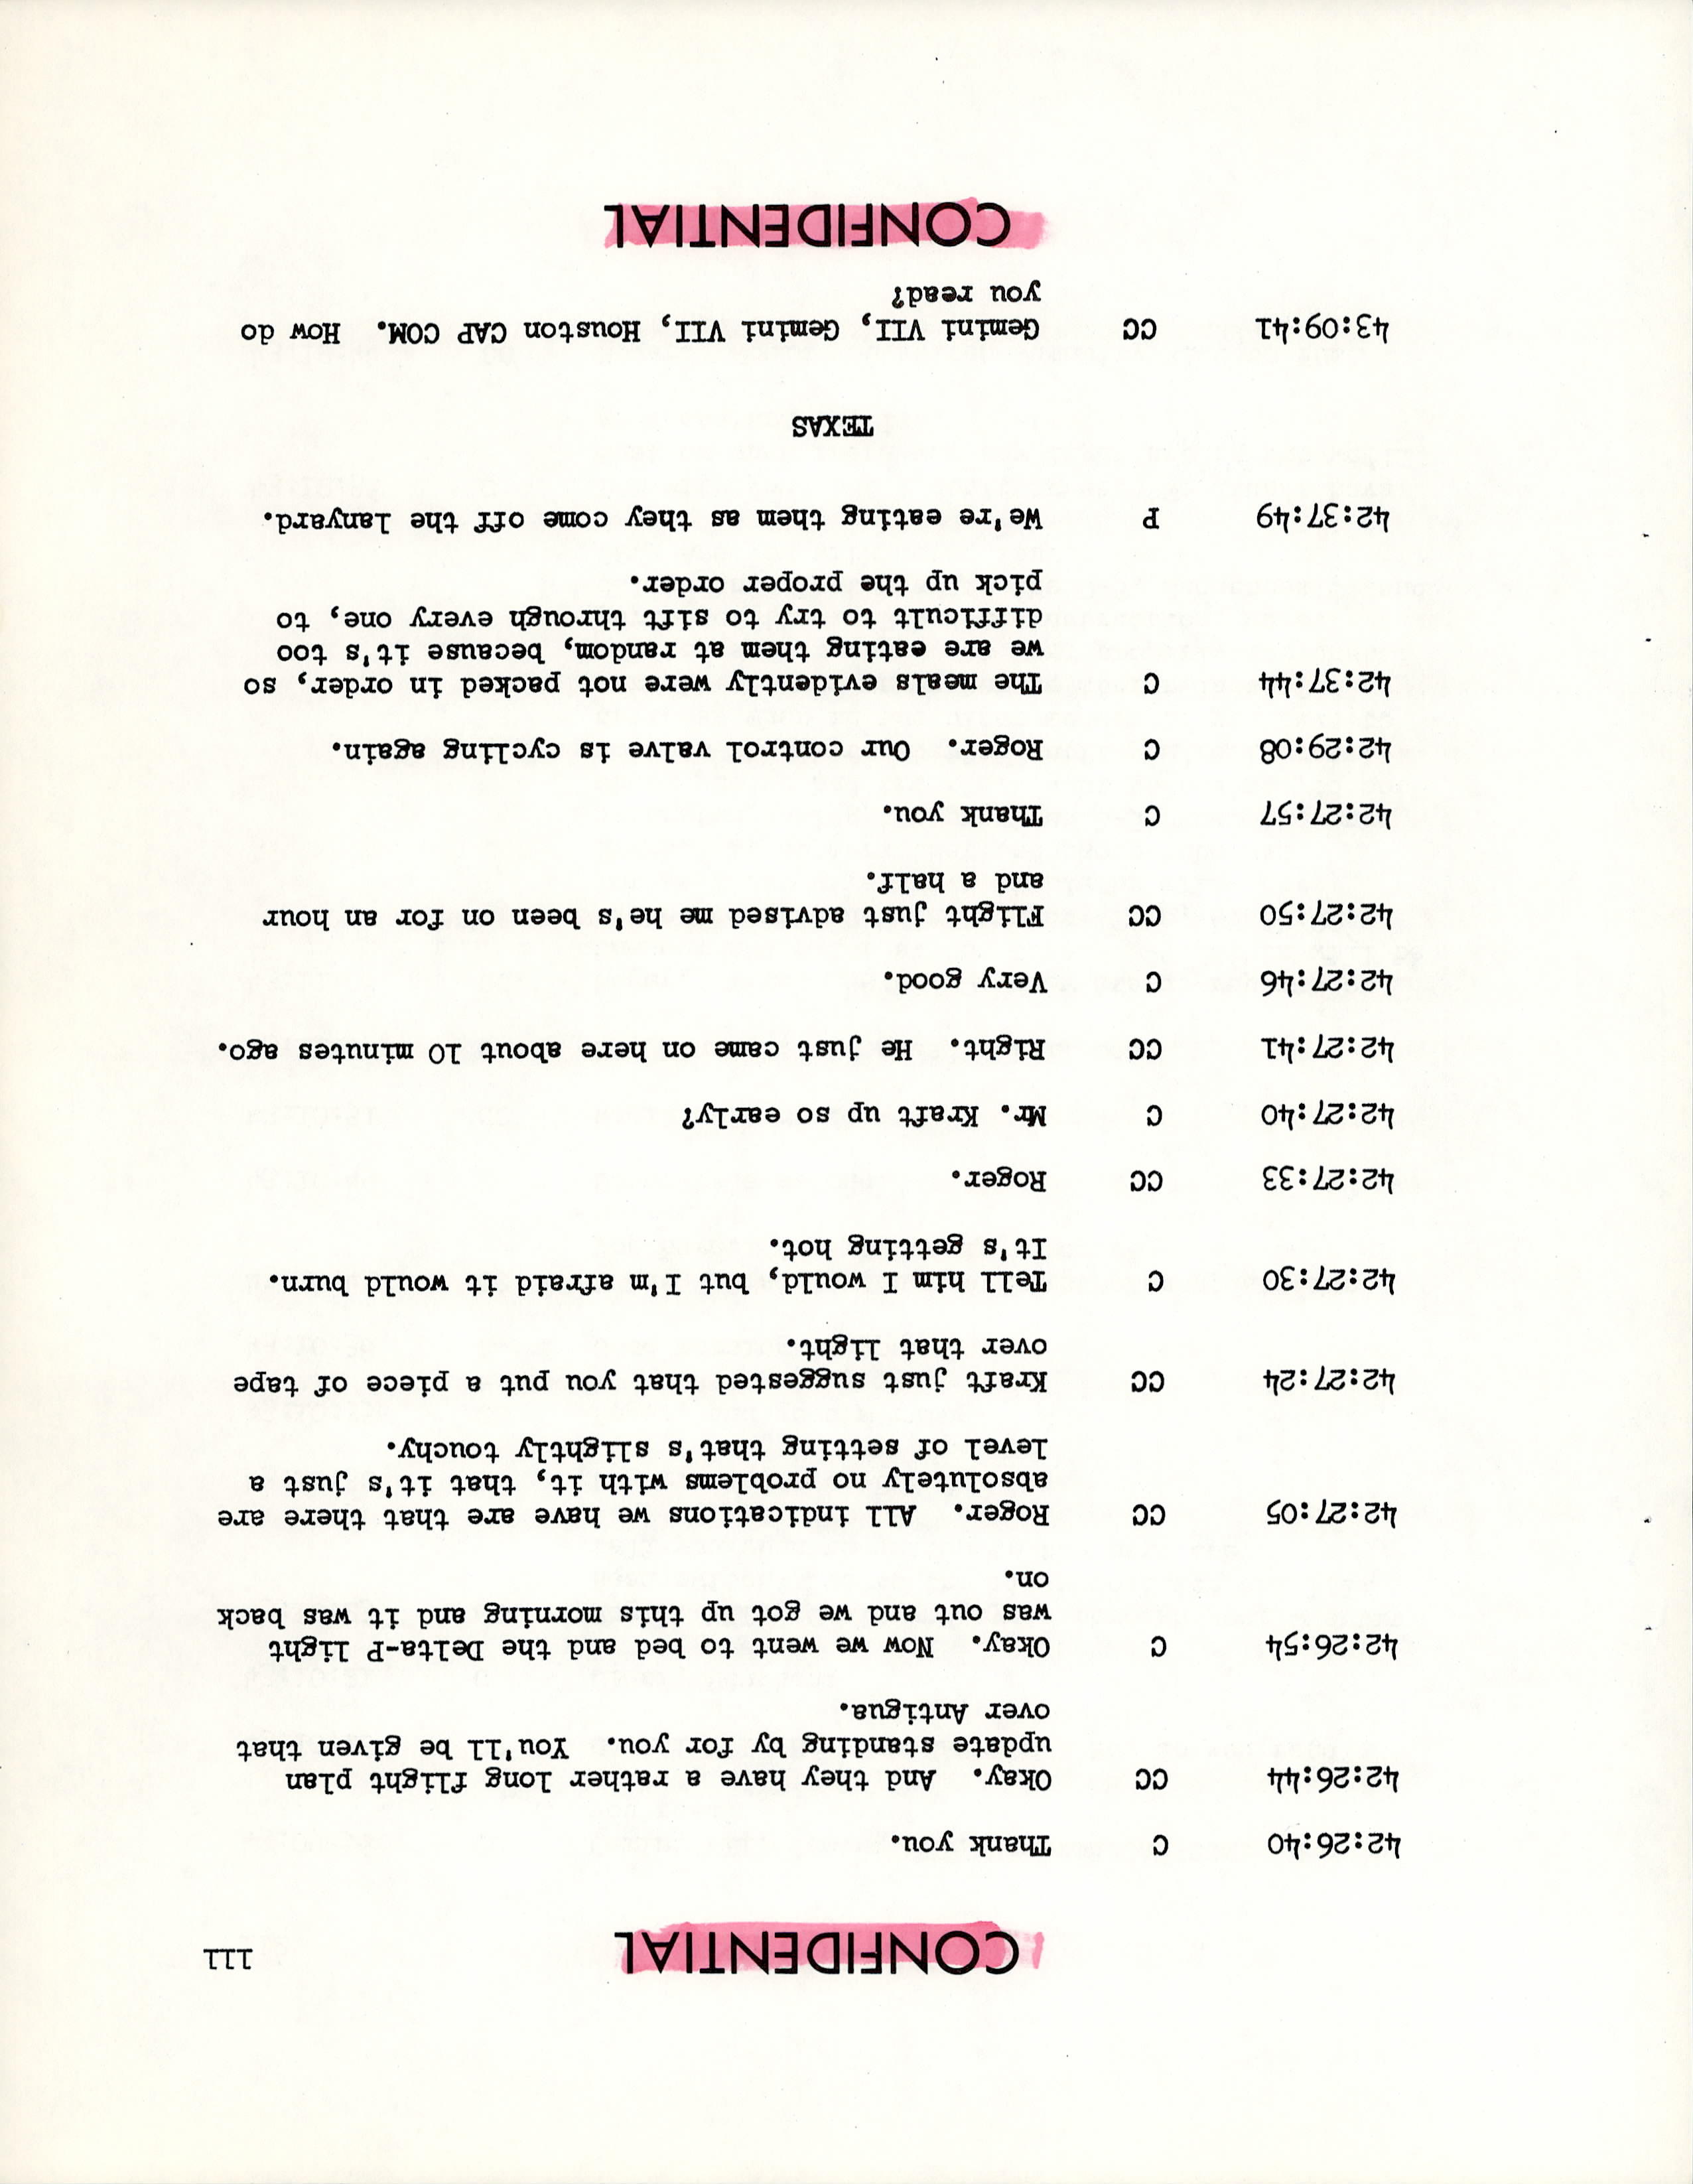 CONFIDENTIAL
111
42:26:40 C Thank you.
42:26:44 CC Okay. And they have a rather long flight plan
update standing by for you. You'll be given that
over Antigua.
42:26:54 C Okay. Now we went to bed and the Delta-P light
was out and we got up this morning and it was back
on.
42:27:05 CC Roger. All indications we have are that there are
absolutely no problems with it, that it's just a
level of setting that's slightly touchy.
42:27:24 CC Kraft just suggested that you put a piece of tape
over that light.
42:27:30 C Tell him I would, but I'm afraid it would burn.
It's getting hot.
42:27:33 CC Roger.
42:27:40 C Mr. Kraft up so early?
42:27:41 CC Right. He just came on here about 10 minutes ago.
42:27:46 C Very good.
42:27:50 CC Flight just advised me he's been on for an hour
and a half.
42:27:57 C Thank you.
42:29:08 C Roger. Our control valve is cycling again.
42:37:44 C The meals evidently were not packed in order, so
we are eating them at random, because it's too
difficult to try to sift through every one, to
pick up the proper order.
42:37:49 P We're eating them as they come off the lanyard.
TEXAS
43:09:41 CC Gemini VII, Gemini VII, Houston CAP COM. How do
you read?
CONFIDENTIAL